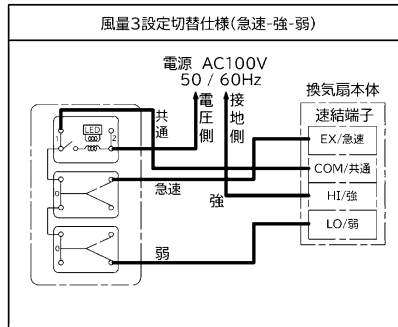 風量3設定切替仕様(急速-強-弱)
電源 AC100V
50 / 60Hz
共通
電圧側
接地側
換気扇本体
速結端子
LED
1
2
EX/急速
COM/共通
HI/強
LO/弱
0
急速
強
0
弱